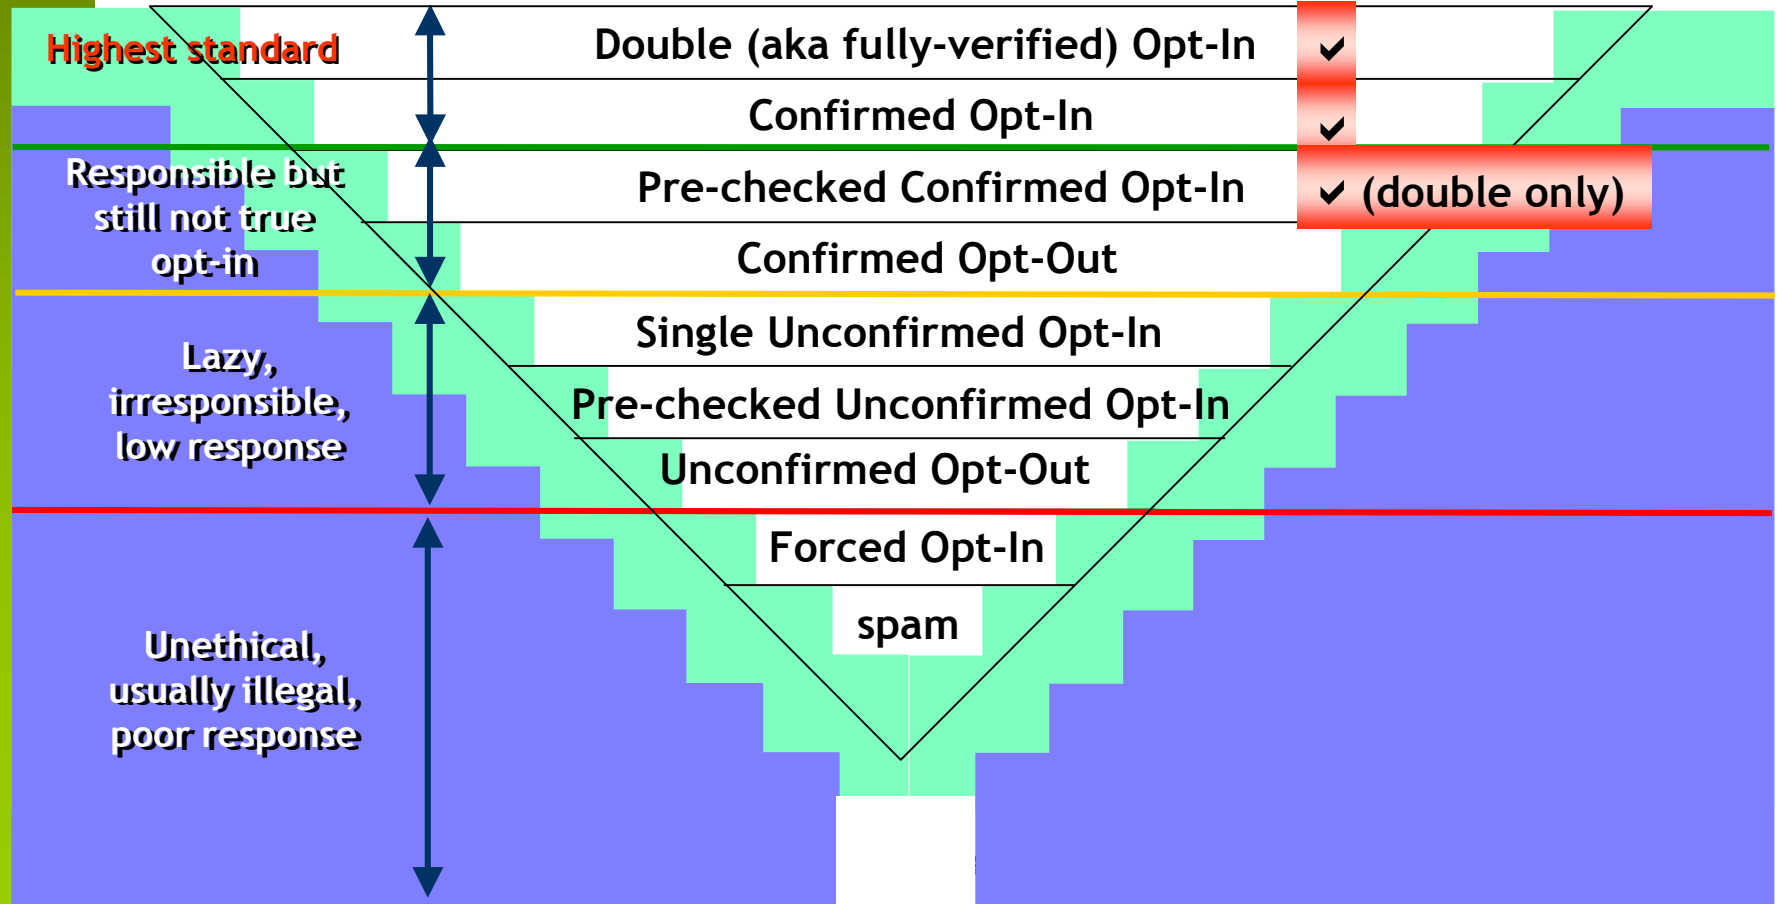 Highest standard
Double (aka fully-verified) Opt-In ✓
Confirmed Opt-In ✓
Responsible but
still not true
opt-in
Pre-checked Confirmed Opt-In ✓ (double only)
Confirmed Opt-Out
Lazy,
irresponsible,
low response
Single Unconfirmed Opt-In
Pre-checked Unconfirmed Opt-In
Unconfirmed Opt-Out
Unethical,
usually illegal,
poor response
Forced Opt-In
spam